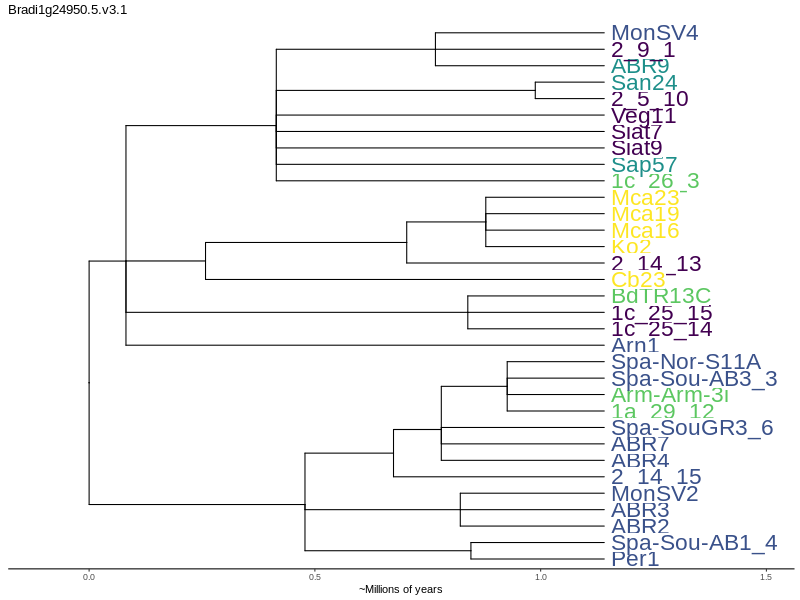 Bradi1g24950.5.v3.1
MonSV4
2_9_1
ABR9
San24
2_5_10
Veg11
Siat7
Siat9
Sap57
1c_26_3
Mca23
Mca19
Mca16
Ko2
2_14_13
Cb23
BdTR13C
1c_25_15
1c_25_14
Arn1
Spa-Nor-S11A
Spa-Sou-AB3_3
Arm-Arm-3i
1a_29_12
Spa-SouGR3_6
ABR7
ABR4
2_14_15
MonSV2
ABR3
ABR2
Spa-Sou-AB1_4
Per1
0.0 0.5 1.0 1.5
~Millions of years